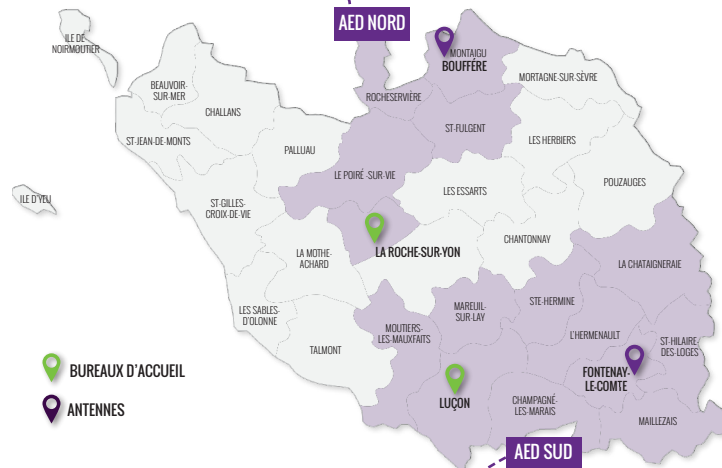 AED NORD
ILE DE
NOIRMOUTIER
MONTAIGU
BOUFFÉRE
BEAUVOIR-
SUR-MER
MORTAGNE-SUR-SÈVRE
ROCHESERVIÈRE
CHALLANS
ST-FULGENT
ST-JEAN-DE-MONTS
PALLUAU
LES HERBIERS
LE POIRÉ -SUR-VIE
POUZAUGES
LES ESSARTS
ILE D'YEU
ST-GILLES-
CROIX-DE-VIE
CHANTONNAY
LA ROCHE-SUR-YON
LA MOTHE-
ACHARD
LA CHATAIGNERAIE
STE-HERMINE
MAREUIL-
SUR-LAY
LES SABLES-
D'OLONNE
MOUTIERS-
LES-MAUXFAITS
L'HERMENAULT
ST-HILAIRE-
DES-LOGES
TALMONT
BUREAUX D'ACCUEIL
FONTENAY-
LE-COMTE
LUÇON
CHAMPAGNÉ-
LES-MARAIS
ANTENNES
MAILLEZAIS
AED SUD